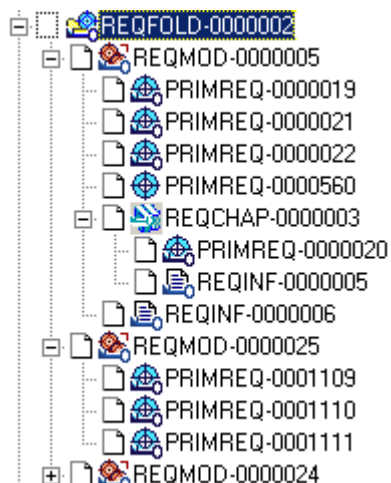 REQFOLD-0000002
REQMOD-0000005
PRIMREQ-0000019
PRIMREQ-0000021
PRIMREQ-0000022
PRIMREQ-0000560
REQCHAP-0000003
PRIMREQ-0000020
REQINF-0000005
REQINF-0000006
REQMOD-0000025
PRIMREQ-0001109
PRIMREQ-0001110
PRIMREQ-0001111
REQMOD-0000024